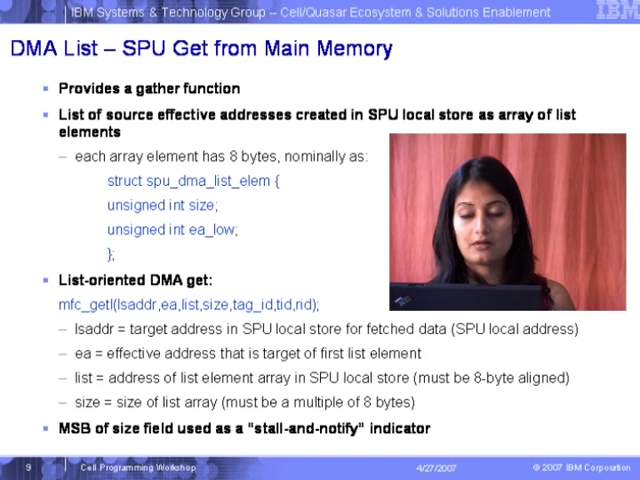 IBM Systems & Technology Group – Cell/Quasar Ecosystem & Solutions Enablement
IBM
DMA List – SPU Get from Main Memory
Provides a gather function
List of source effective addresses created in SPU local store as array of list
elements
– each array element has 8 bytes, nominally as:
struct spu_dma_list_elem {
unsigned int size;
unsigned int ea_low;
};
List-oriented DMA get:
mfc_getl(lsaddr,ea,list,size,tag_id,tid,rid);
– lsaddr = target address in SPU local store for fetched data (SPU local address)
– ea = effective address that is target of first list element
– list = address of list element array in SPU local store (must be 8-byte aligned)
– size = size of list array (must be a multiple of 8 bytes)
MSB of size field used as a “stall-and-notify” indicator
9 Cell Programming Workshop 4/27/2007 © 2007 IBM Corporation